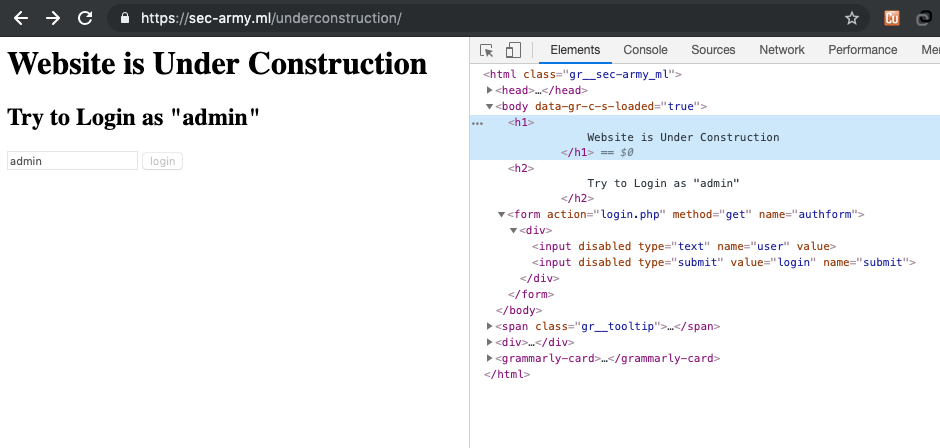 https://sec-army.ml/underconstruction/
Website is Under Construction
Try to Login as "admin"
admin login
Elements Console Sources Network Performance Mer
<html class="gr__sec-army_ml">
<head>…</head>
<body data-gr-c-s-loaded="true">
<h1>
Website is Under Construction
</h1> == $0
<h2>
Try to Login as "admin"
</h2>
<form action="login.php" method="get" name="authform">
<div>
<input disabled type="text" name="user" value>
<input disabled type="submit" value="login" name="submit">
</div>
</form>
</body>
<span class="gr__tooltip">…</span>
<div>…</div>
<grammarly-card>…</grammarly-card>
</html>